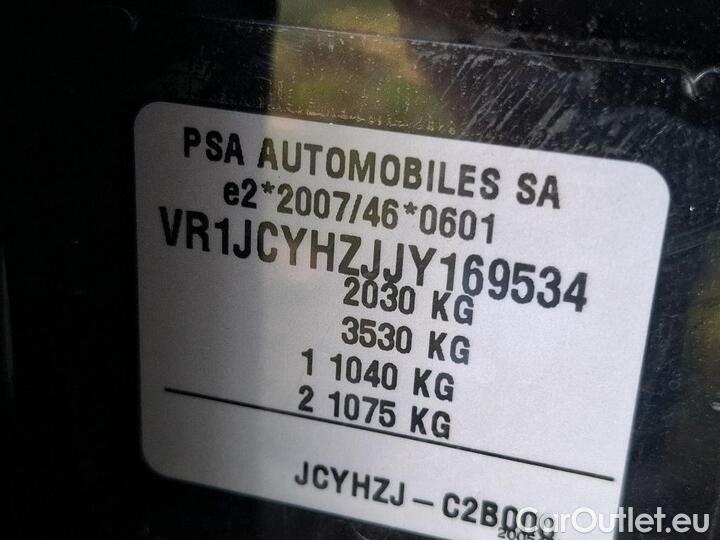 PSA AUTOMOBILES SA
e2*2007/46*0601
VR1JCYHZJJY169534
2030 KG
3530 KG
1 1040 KG
2 1075 KG
JCYHZJ - C2B00
CarOutlet.eu